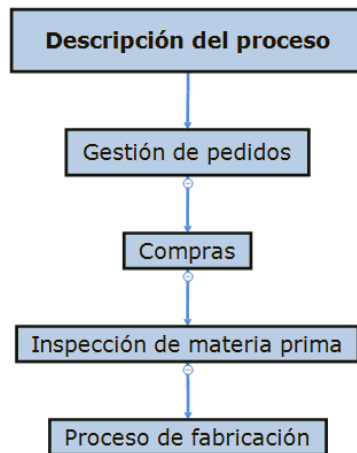 Descripción del proceso
Gestión de pedidos
Compras
Inspección de materia prima
Proceso de fabricación